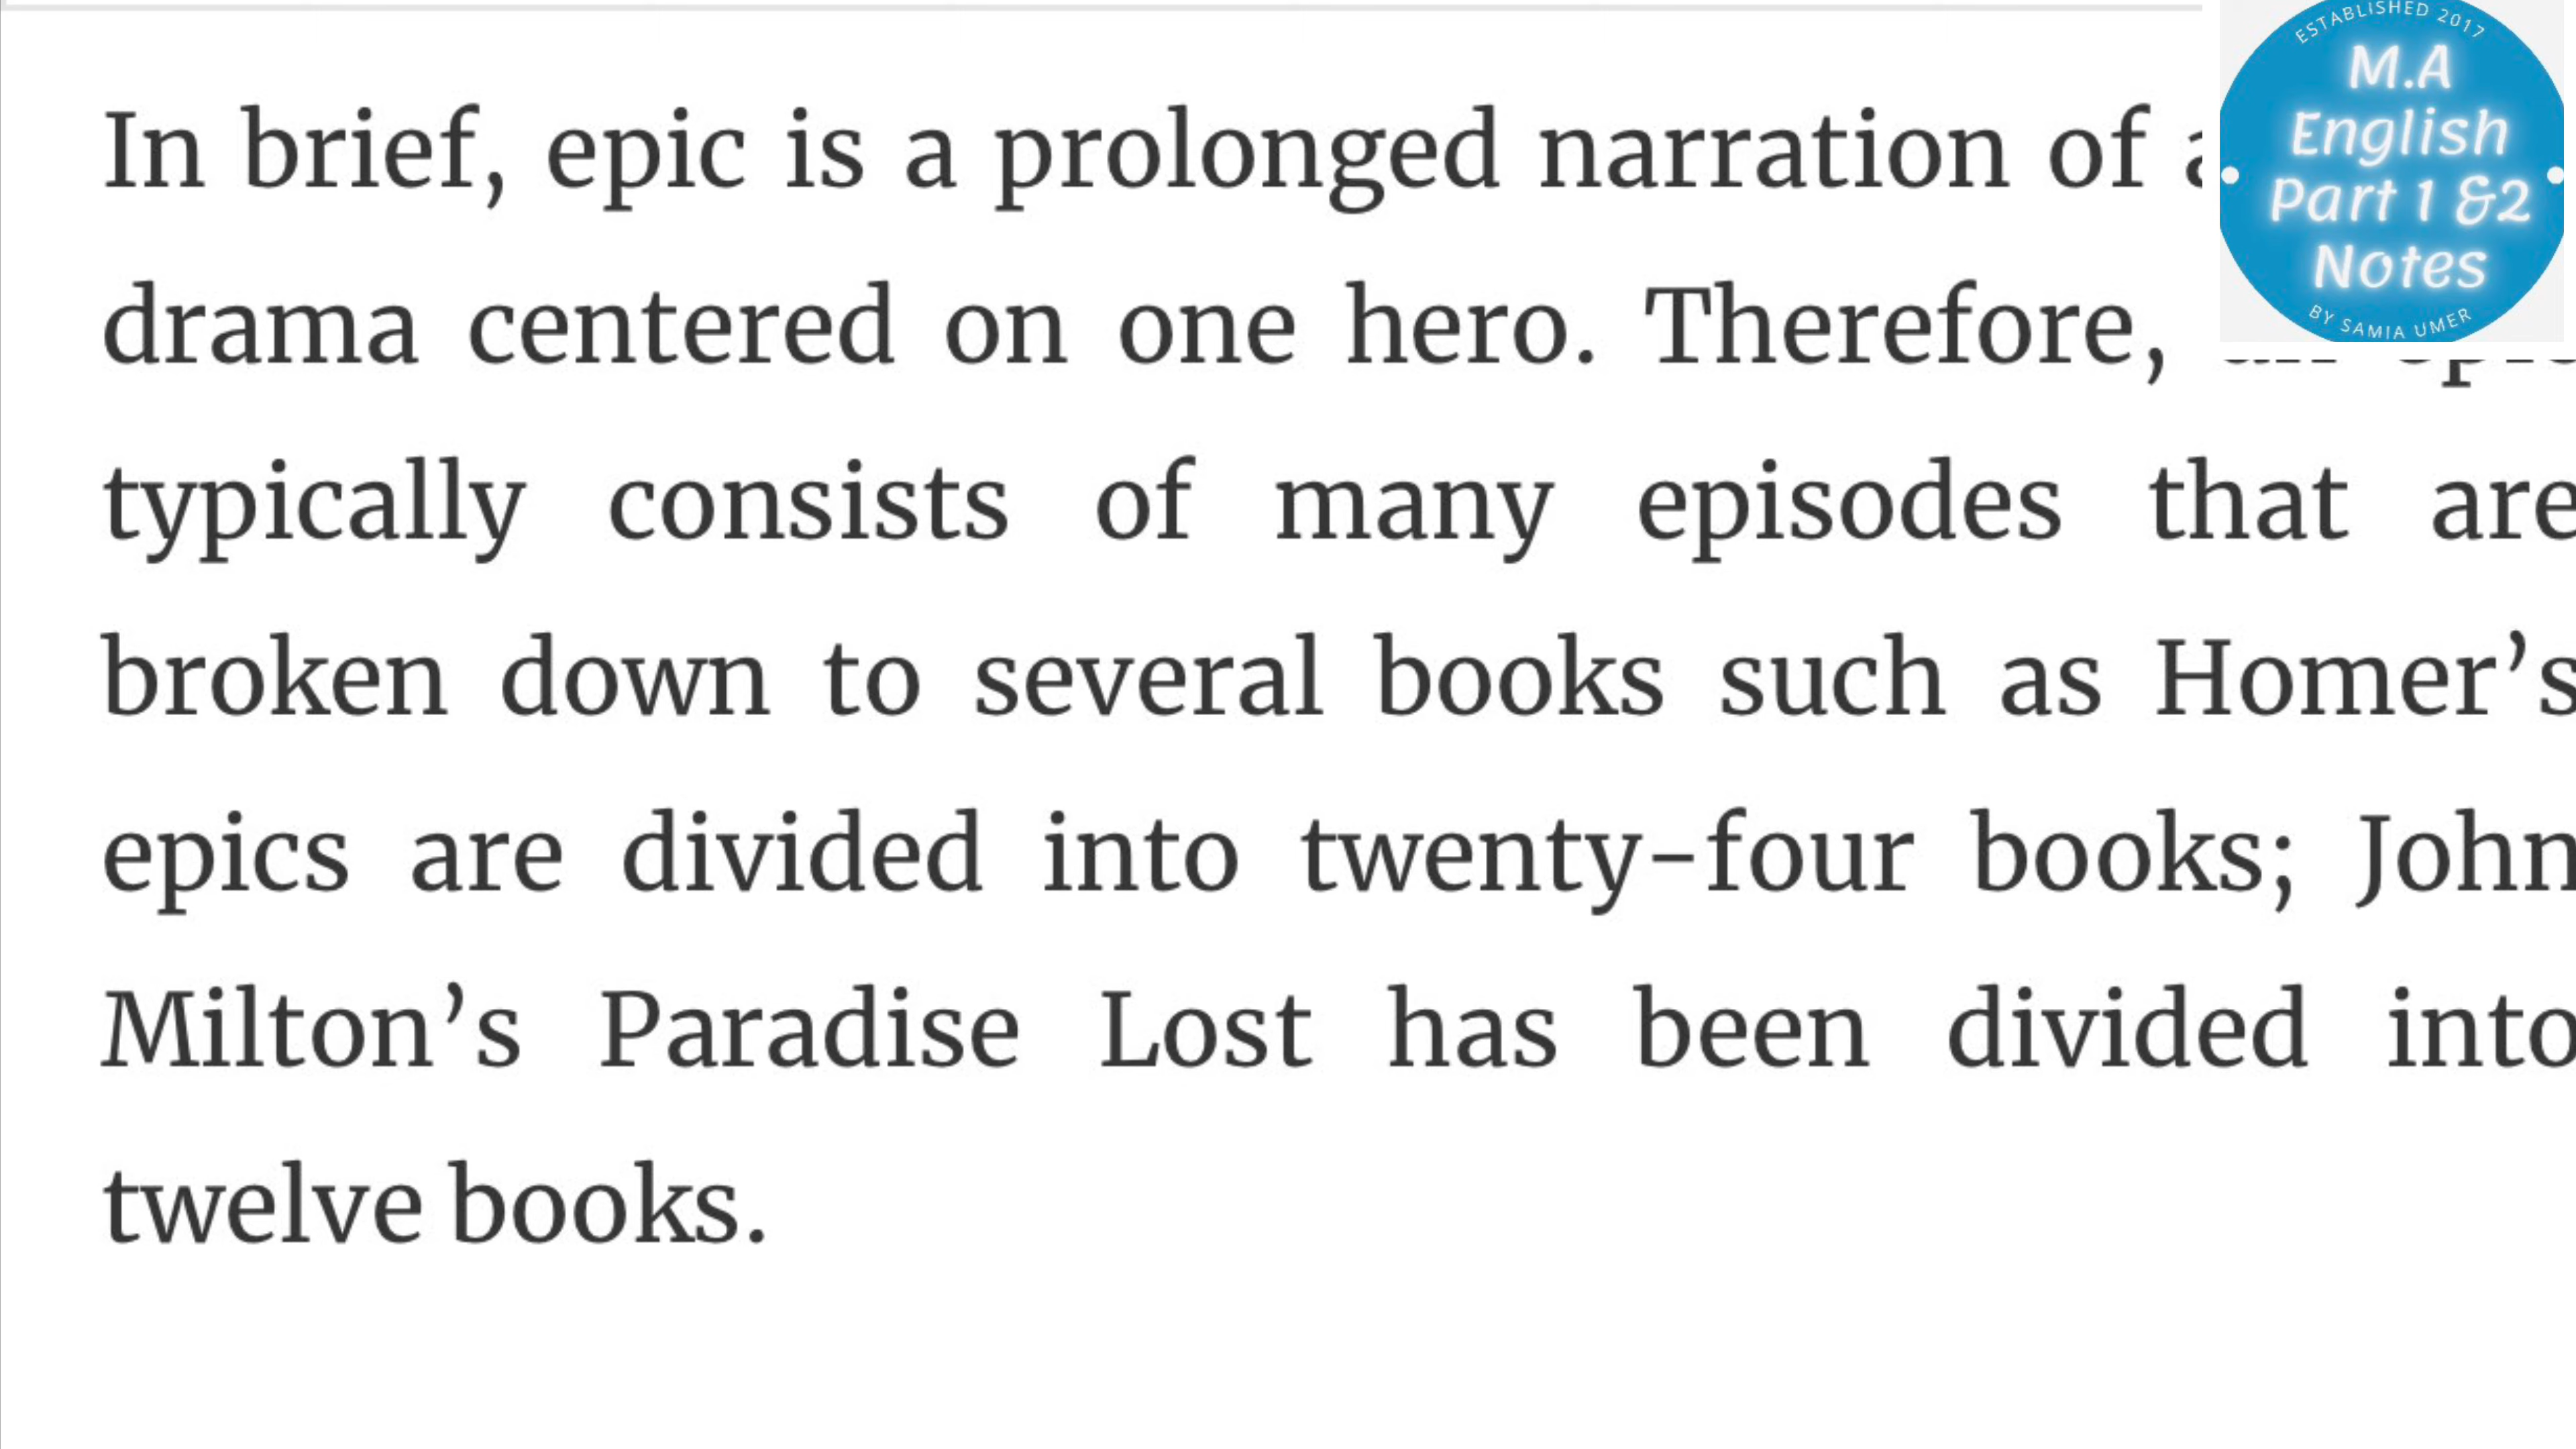 In brief, epic is a prolonged narration of
drama centered on one hero. Therefore,
typically consists of many episodes that are
broken down to several books such as Homer’s
epics are divided into twenty-four books; John
Milton’s Paradise Lost has been divided into
twelve books.
ESTABLISHED 2017
M.A
English
Part 1 &2
Notes
BY SAMIA UMER